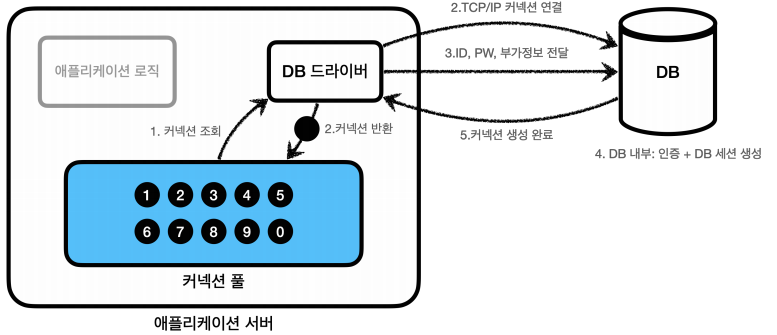 2.TCP/IP 커넥션 연결
애플리케이션 로직
DB 드라이버
3.ID, PW, 부가정보 전달
DB
1. 커넥션 조회
2.커넥션 반환
5.커넥션 생성 완료
4. DB 내부: 인증 + DB 세션 생성
1 2 3 4 5
6 7 8 9 0
커넥션 풀
애플리케이션 서버